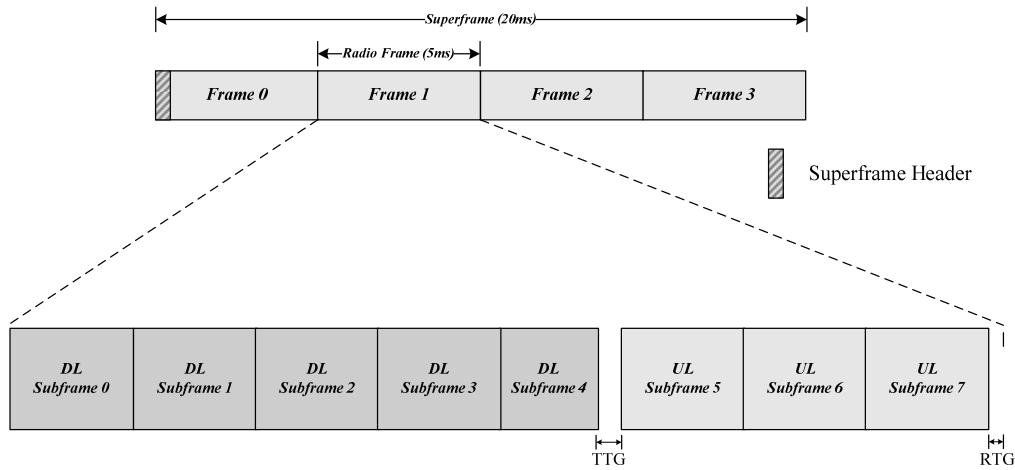 Superframe (20ms)
Radio Frame (5ms)
Frame 0
Frame 1
Frame 2
Frame 3
Superframe Header
DL
Subframe 0
DL
Subframe 1
DL
Subframe 2
DL
Subframe 3
DL
Subframe 4
UL
Subframe 5
UL
Subframe 6
UL
Subframe 7
TTG
RTG